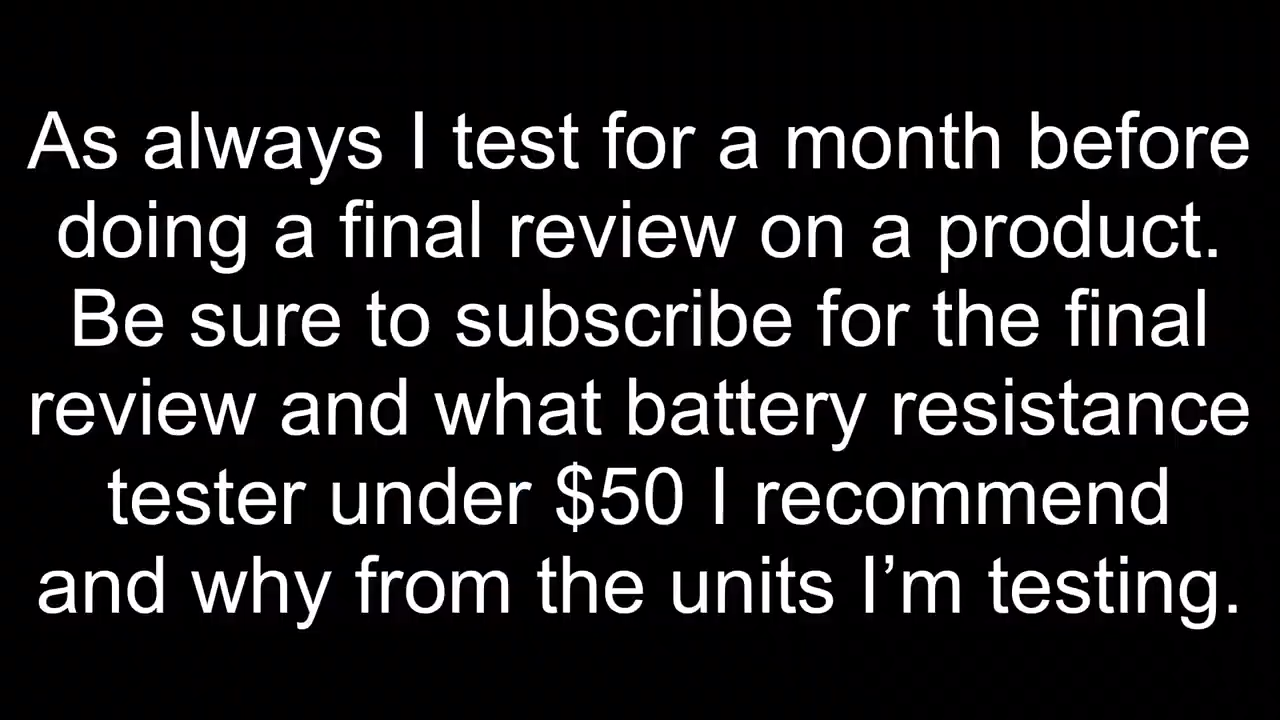 As always I test for a month before
doing a final review on a product.
Be sure to subscribe for the final
review and what battery resistance
tester under $50 I recommend
and why from the units I’m testing.